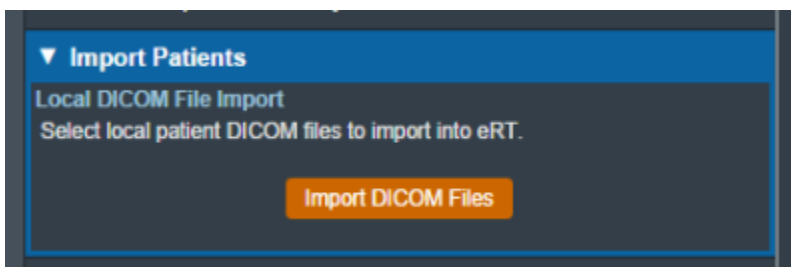 Import Patients
Local DICOM File Import
Select local patient DICOM files to import into eRT.
Import DICOM Files